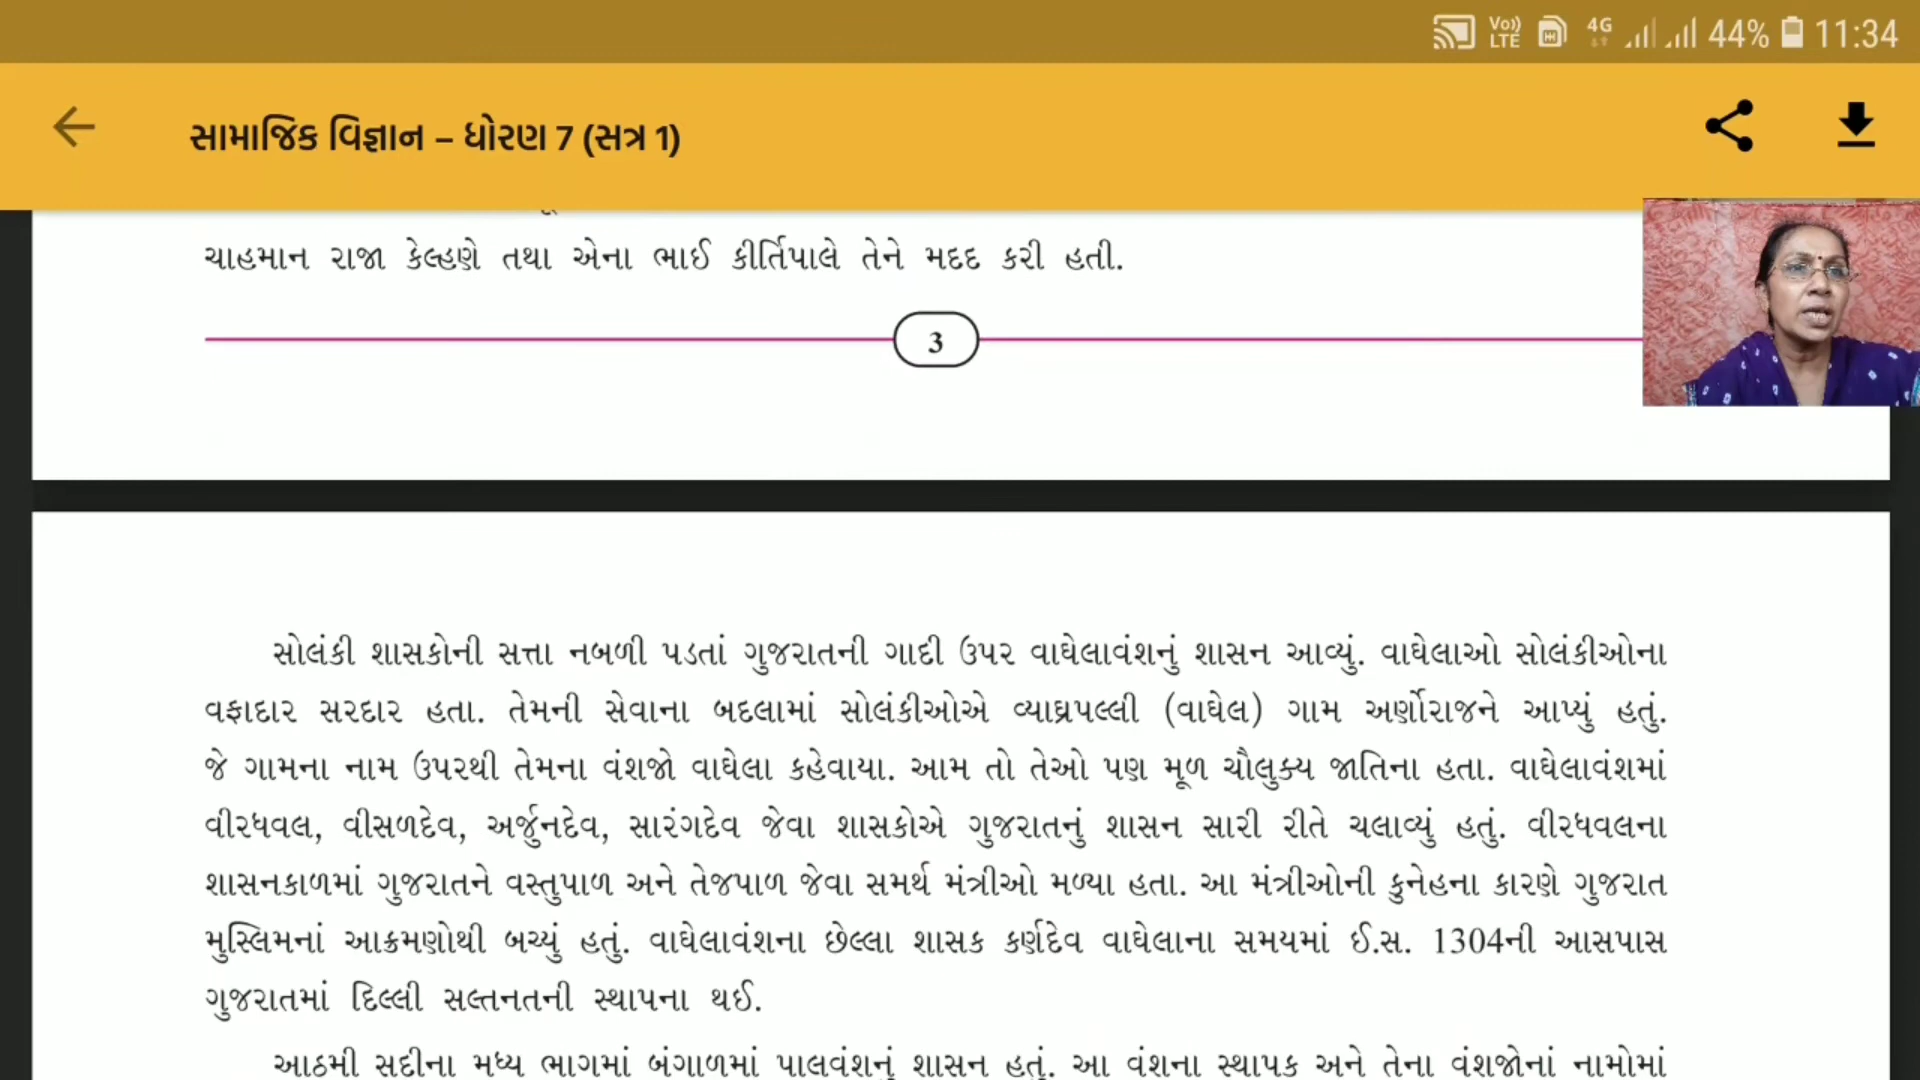 Vo)) LTE 4G 44% 11:34
સામાજિક વિજ્ઞાન – ધોરણ 7 (સત્ર 1)
ચાહમાન રાજા કેલ્હણે તથા એના ભાઈ કીર્તિપાલે તેને મદદ કરી હતી.
3
સોલંકી શાસકોની સત્તા નબળી પડતાં ગુજરાતની ગાદી ઉપર વાઘેલાવંશનું શાસન આવ્યું. વાઘેલાઓ સોલંકીઓના
વફાદાર સરદાર હતા. તેમની સેવાના બદલામાં સોલંકીઓએ વ્યાઘ્રપલ્લી (વાઘેલ) ગામ અર્ણોરાજને આપ્યું હતું.
જે ગામના નામ ઉપરથી તેમના વંશજો વાઘેલા કહેવાયા. આમ તો તેઓ પણ મૂળ ચૌલુક્ય જાતિના હતા. વાઘેલાવંશમાં
વીરધવલ, વીસળદેવ, અર્જુનદેવ, સારંગદેવ જેવા શાસકોએ ગુજરાતનું શાસન સારી રીતે ચલાવ્યું હતું. વીરધવલના
શાસનકાળમાં ગુજરાતને વસ્તુપાળ અને તેજપાળ જેવા સમર્થ મંત્રીઓ મળ્યા હતા. આ મંત્રીઓની કુનેહના કારણે ગુજરાત
મુસ્લિમનાં આક્રમણોથી બચ્યું હતું. વાઘેલાવંશના છેલ્લા શાસક કર્ણદેવ વાઘેલાના સમયમાં ઈ.સ. 1304ની આસપાસ
ગુજરાતમાં દિલ્લી સલ્તનતની સ્થાપના થઈ.
આઠમી સદીના મધ્ય ભાગમાં બંગાળમાં પાલવંશનું શાસન હતું. આ વંશના સ્થાપક અને તેના વંશજોનાં નામોમાં